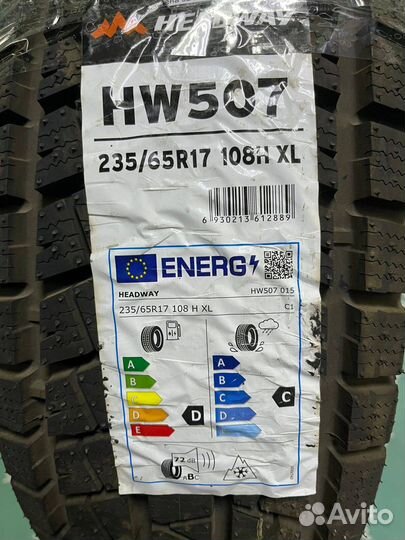 HEADWAY
HW507
235/65R17 108H XL
6 930213 612889
ENERG
HEADWAY HW507 015
235/65R17 108 H XL C1
A A
B B
C C C
D D D
E E
72 dB
ABC
Avito